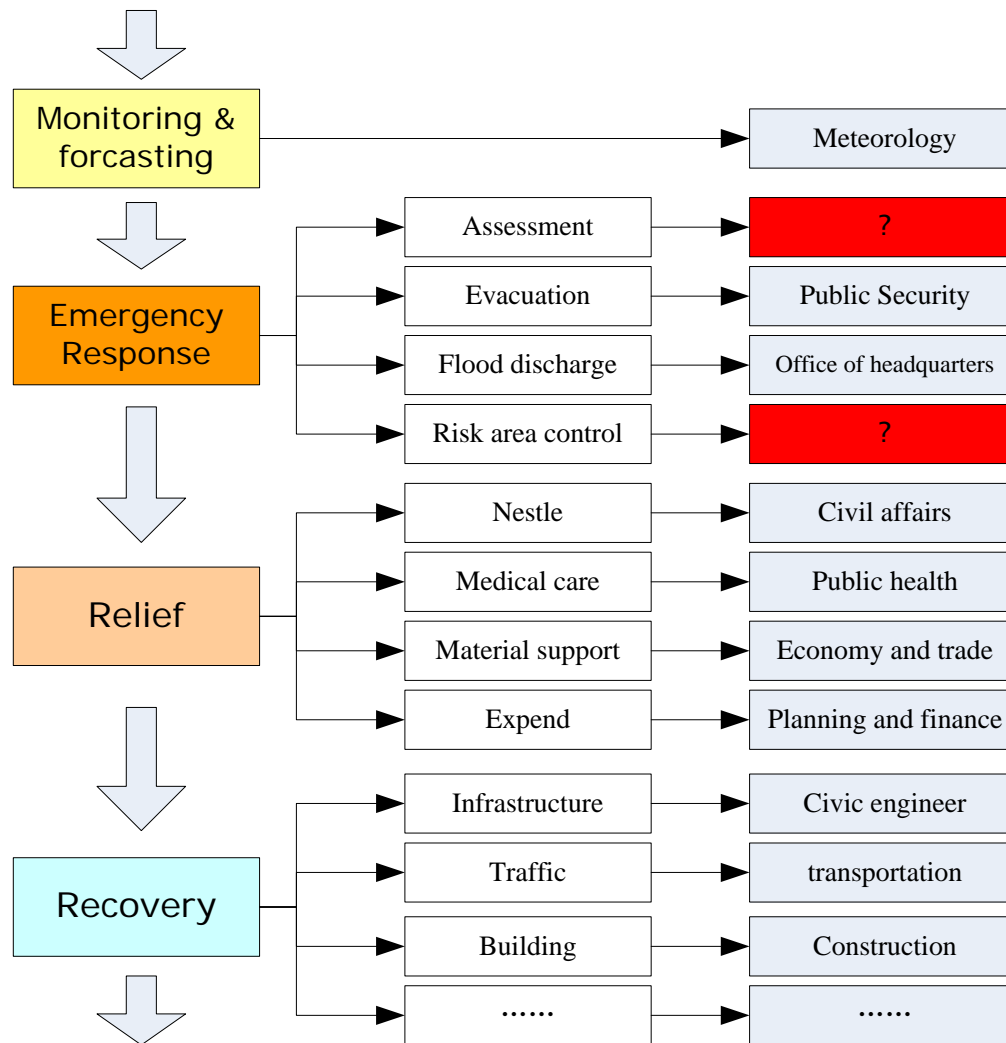 Monitoring &
forcasting
Meteorology
Assessment
?
Emergency
Response
Evacuation
Public Security
Flood discharge
Office of headquarters
Risk area control
?
Relief
Nestle
Civil affairs
Medical care
Public health
Material support
Economy and trade
Expend
Planning and finance
Recovery
Infrastructure
Civic engineer
Traffic
transportation
Building
Construction
......
......